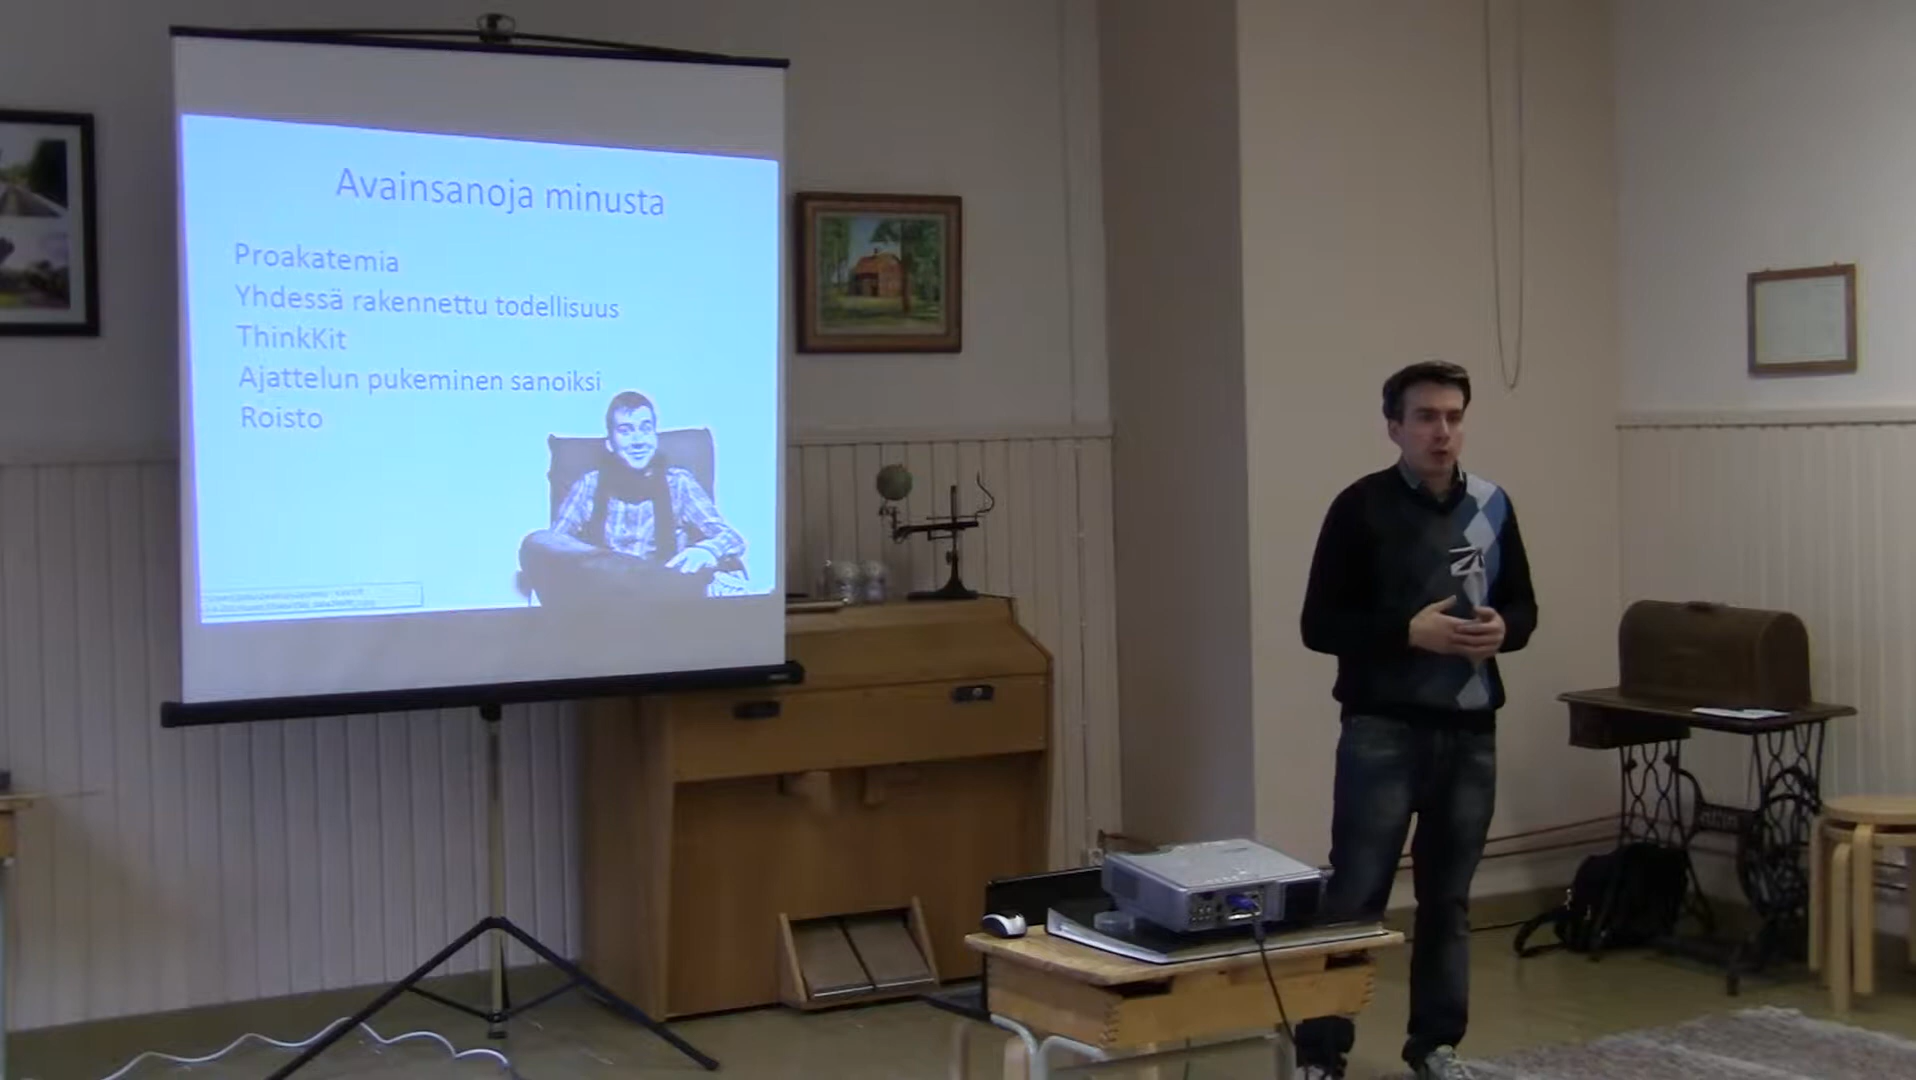 Avainsanoja minusta
Proakatemia
Yhdessä rakennettu todellisuus
ThinkKit
Ajattelun pukeminen sanoiksi
Roisto